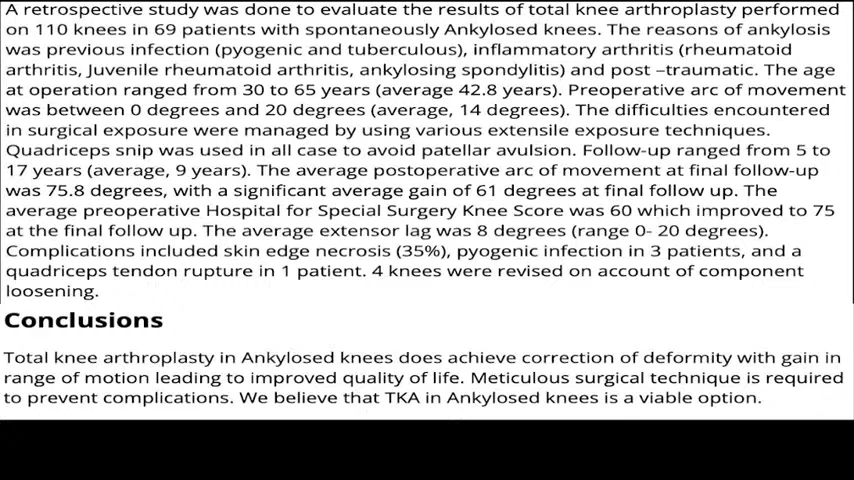 A retrospective study was done to evaluate the results of total knee arthroplasty performed
on 110 knees in 69 patients with spontaneously Ankylosed knees. The reasons of ankylosis
was previous infection (pyogenic and tuberculous), inflammatory arthritis (rheumatoid
arthritis, Juvenile rheumatoid arthritis, ankylosing spondylitis) and post –traumatic. The age
at operation ranged from 30 to 65 years (average 42.8 years). Preoperative arc of movement
was between 0 degrees and 20 degrees (average, 14 degrees). The difficulties encountered
in surgical exposure were managed by using various extensile exposure techniques.
Quadriceps snip was used in all case to avoid patellar avulsion. Follow-up ranged from 5 to
17 years (average, 9 years). The average postoperative arc of movement at final follow-up
was 75.8 degrees, with a significant average gain of 61 degrees at final follow up. The
average preoperative Hospital for Special Surgery Knee Score was 60 which improved to 75
at the final follow up. The average extensor lag was 8 degrees (range 0- 20 degrees).
Complications included skin edge necrosis (35%), pyogenic infection in 3 patients, and a
quadriceps tendon rupture in 1 patient. 4 knees were revised on account of component
loosening.
Conclusions
Total knee arthroplasty in Ankylosed knees does achieve correction of deformity with gain in
range of motion leading to improved quality of life. Meticulous surgical technique is required
to prevent complications. We believe that TKA in Ankylosed knees is a viable option.